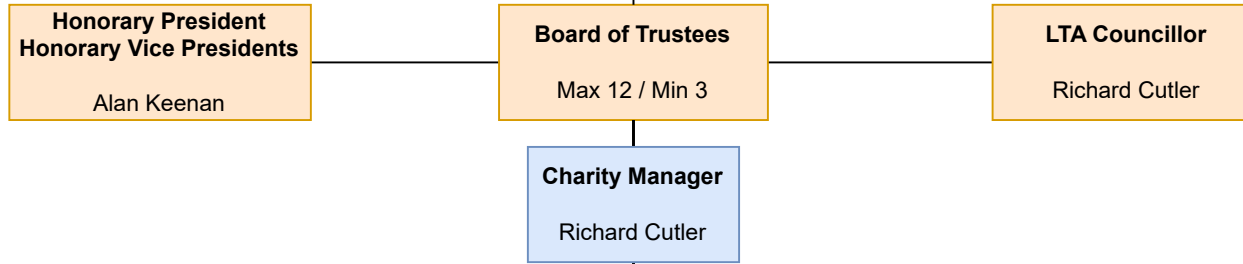 Honorary President
Honorary Vice Presidents
Alan Keenan
Board of Trustees
Max 12 / Min 3
LTA Councillor
Richard Cutler
Charity Manager
Richard Cutler